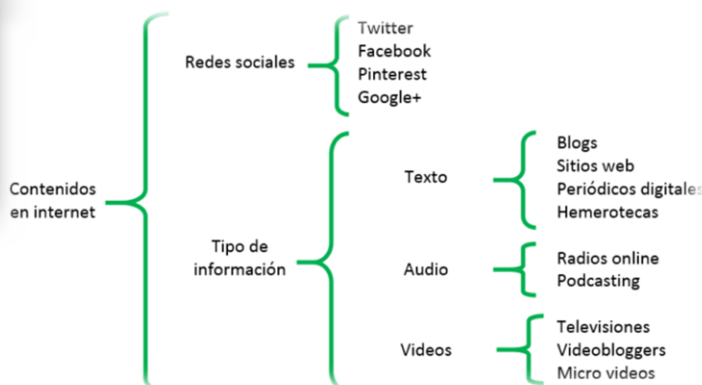 Contenidos
en internet
Redes sociales
Twitter
Facebook
Pinterest
Google+
Tipo de
información
Texto
Blogs
Sitios web
Periódicos digitales
Hemerotecas
Audio
Radios online
Podcasting
Videos
Televisiones
Videobloggers
Micro videos